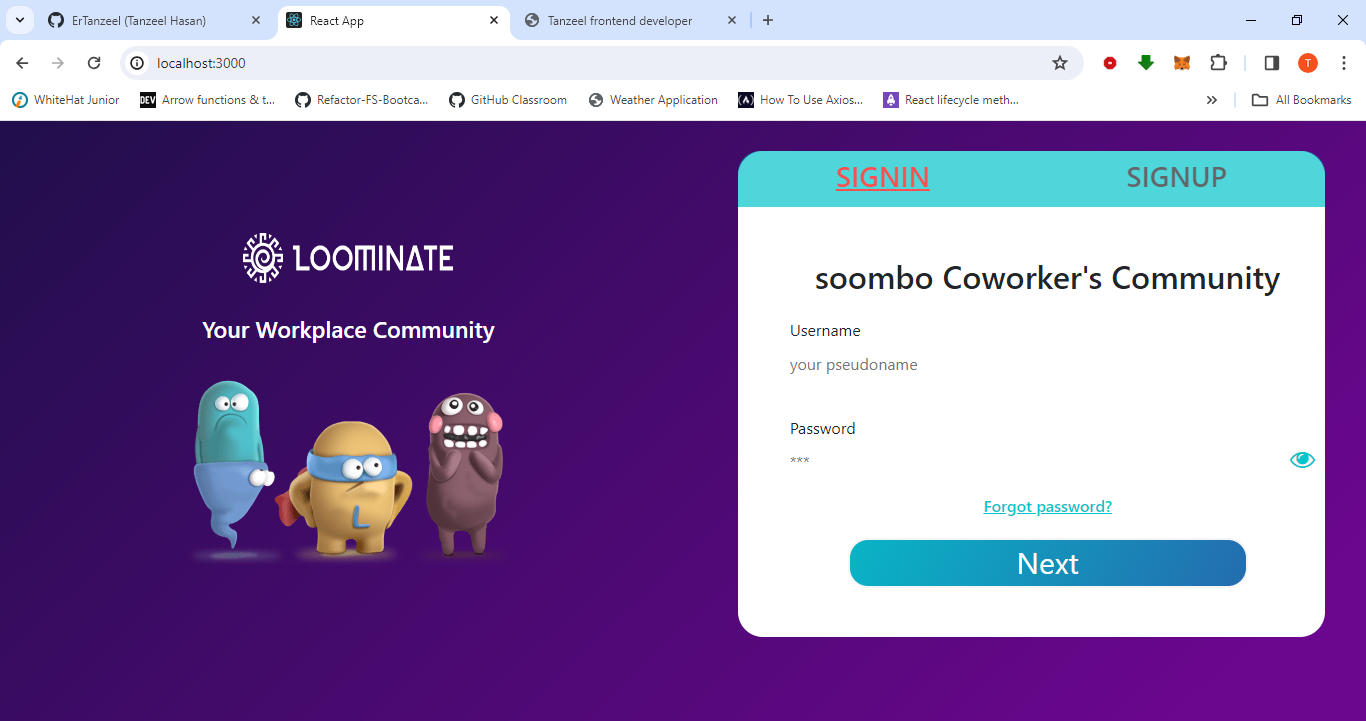 ErTanzeel (Tanzeel Hasan)
React App
Tanzeel frontend developer
localhost:3000
T
WhiteHat Junior
DEV
Arrow functions & t...
Refactor-FS-Bootca...
GitHub Classroom
Weather Application
How To Use Axios...
React lifecycle meth...
All Bookmarks
SIGNIN
SIGNUP
LOOMINATE
soombo Coworker's Community
Your Workplace Community
Username
your pseudoname
Password
***
L
Forgot password?
Next